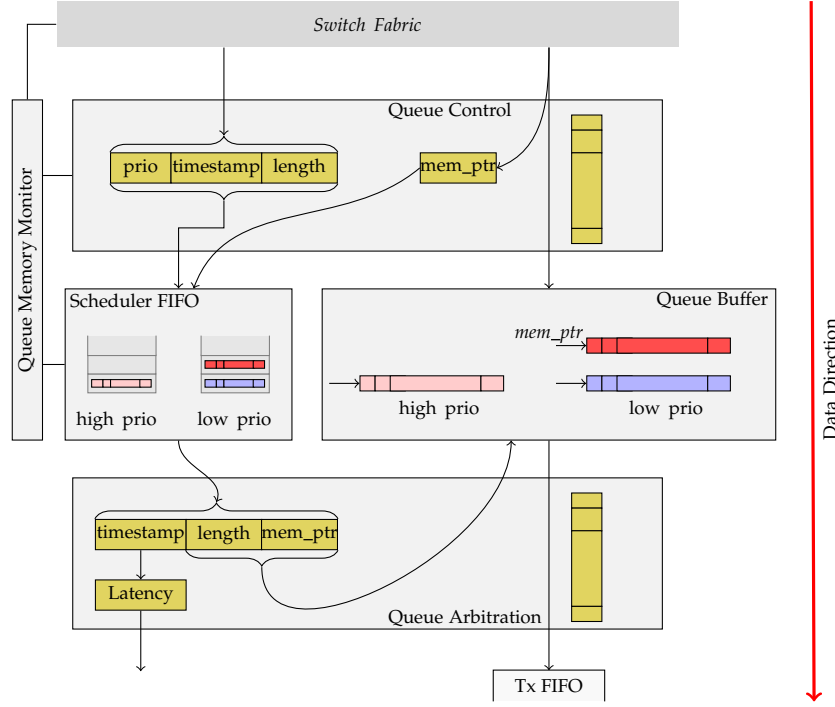 Switch Fabric
Queue Control
prio timestamp length
mem_ptr
Queue Memory Monitor
Scheduler FIFO
high prio
low prio
Queue Buffer
mem_ptr
high prio
low prio
Data Direction
timestamp length mem_ptr
Latency
Queue Arbitration
Tx FIFO